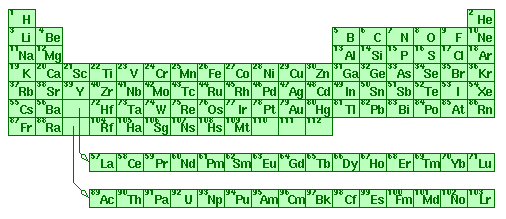 1 H 2 He
3 Li 4 Be 5 B 6 C 7 N 8 O 9 F 10 Ne
11 Na 12 Mg 13 Al 14 Si 15 P 16 S 17 Cl 18 Ar
19 K 20 Ca 21 Sc 22 Ti 23 V 24 Cr 25 Mn 26 Fe 27 Co 28 Ni 29 Cu 30 Zn 31 Ga 32 Ge 33 As 34 Se 35 Br 36 Kr
37 Rb 38 Sr 39 Y 40 Zr 41 Nb 42 Mo 43 Tc 44 Ru 45 Rh 46 Pd 47 Ag 48 Cd 49 In 50 Sn 51 Sb 52 Te 53 I 54 Xe
55 Cs 56 Ba 72 Hf 73 Ta 74 W 75 Re 76 Os 77 Ir 78 Pt 79 Au 80 Hg 81 Tl 82 Pb 83 Bi 84 Po 85 At 86 Rn
87 Fr 88 Ra 104 Rf 105 Ha 106 Sg 107 Ns 108 Hs 109 Mt 110 111 112
57 La 58 Ce 59 Pr 60 Nd 61 Pm 62 Sm 63 Eu 64 Gd 65 Tb 66 Dy 67 Ho 68 Er 69 Tm 70 Yb 71 Lu
89 Ac 90 Th 91 Pa 92 U 93 Np 94 Pu 95 Am 96 Cm 97 Bk 98 Cf 99 Es 100 Fm 101 Md 102 No 103 Lr